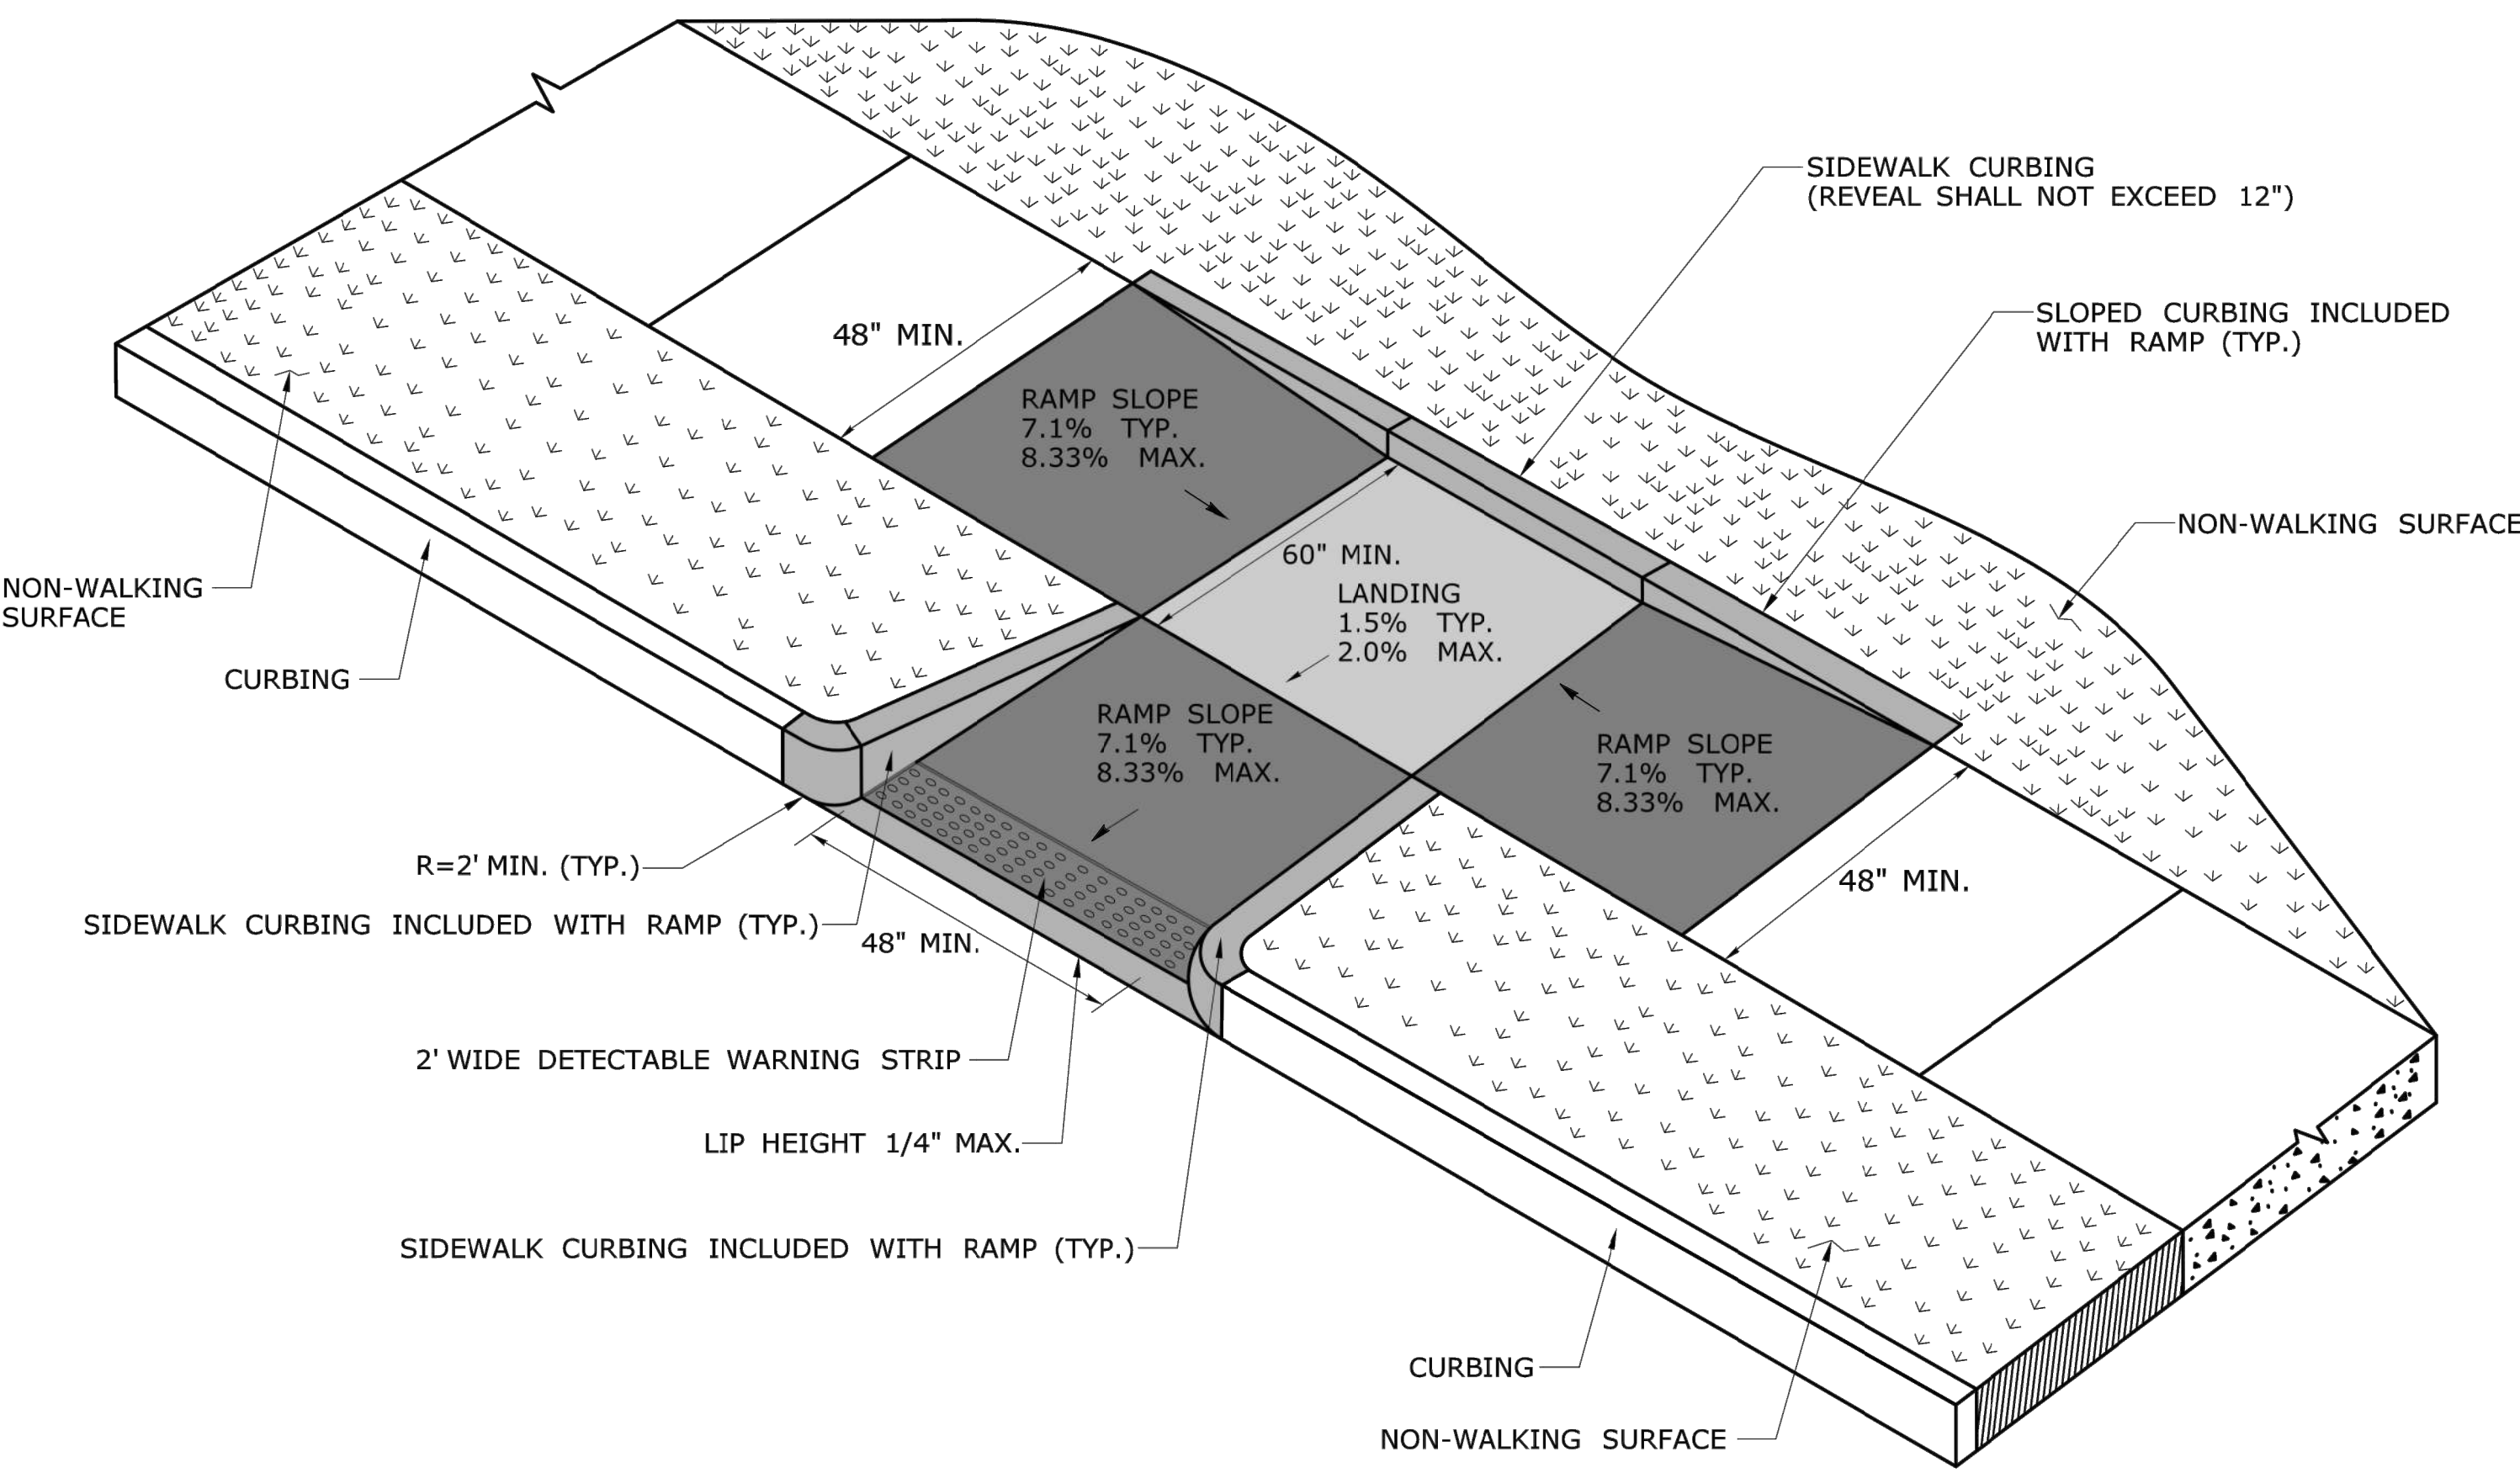 SIDEWALK CURBING
(REVEAL SHALL NOT EXCEED 12")
SLOPED CURBING INCLUDED
WITH RAMP (TYP.)
48" MIN.
RAMP SLOPE
7.1% TYP.
8.33% MAX.
NON-WALKING SURFACE
60" MIN.
LANDING
1.5% TYP.
2.0% MAX.
NON-WALKING
SURFACE
CURBING
RAMP SLOPE
7.1% TYP.
8.33% MAX.
RAMP SLOPE
7.1% TYP.
8.33% MAX.
R=2' MIN. (TYP.)
48" MIN.
SIDEWALK CURBING INCLUDED WITH RAMP (TYP.)
48" MIN.
2' WIDE DETECTABLE WARNING STRIP
LIP HEIGHT 1/4" MAX.
SIDEWALK CURBING INCLUDED WITH RAMP (TYP.)
CURBING
NON-WALKING SURFACE